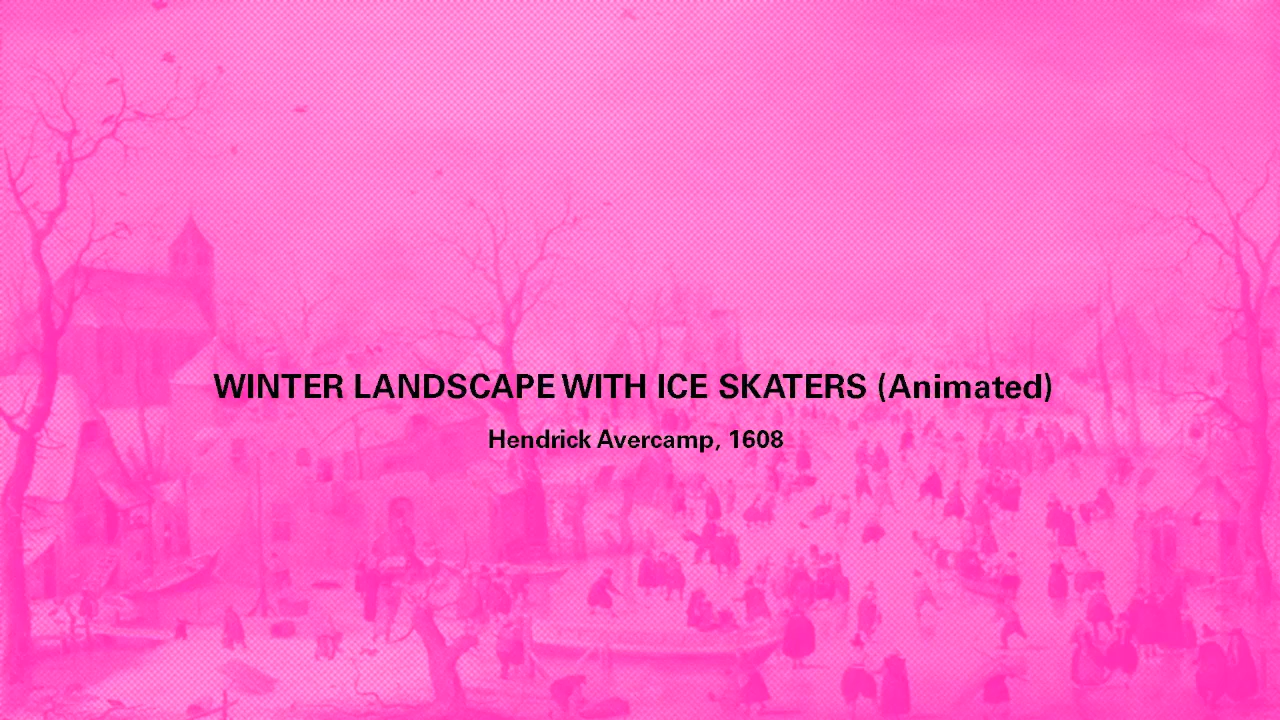 WINTER LANDSCAPE WITH ICE SKATERS (Animated)
Hendrick Avercamp, 1608